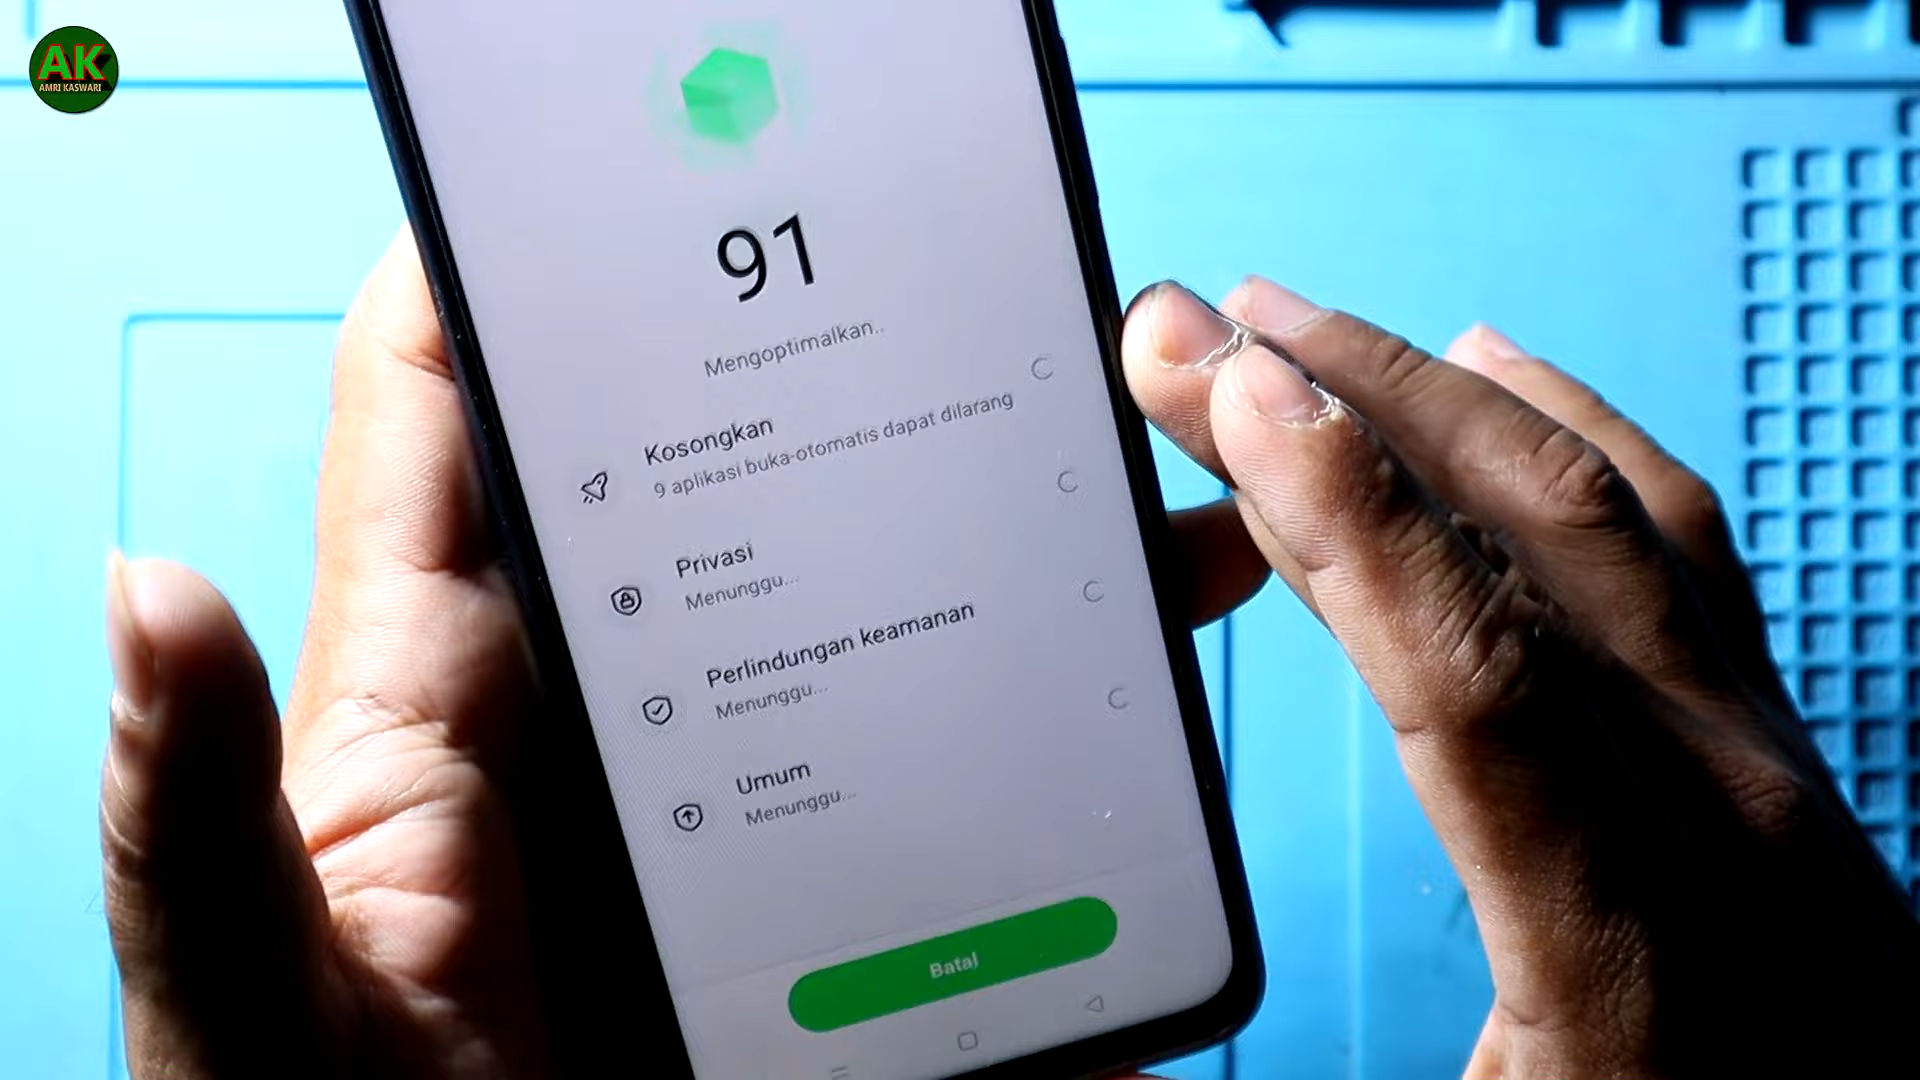 AK
AMRI KASWARI
91
Mengoptimalkan..
Kosongkan
9 aplikasi buka-otomatis dapat dilarang
Privasi
Menunggu...
Perlindungan keamanan
Menunggu...
Umum
Menunggu...
Batal